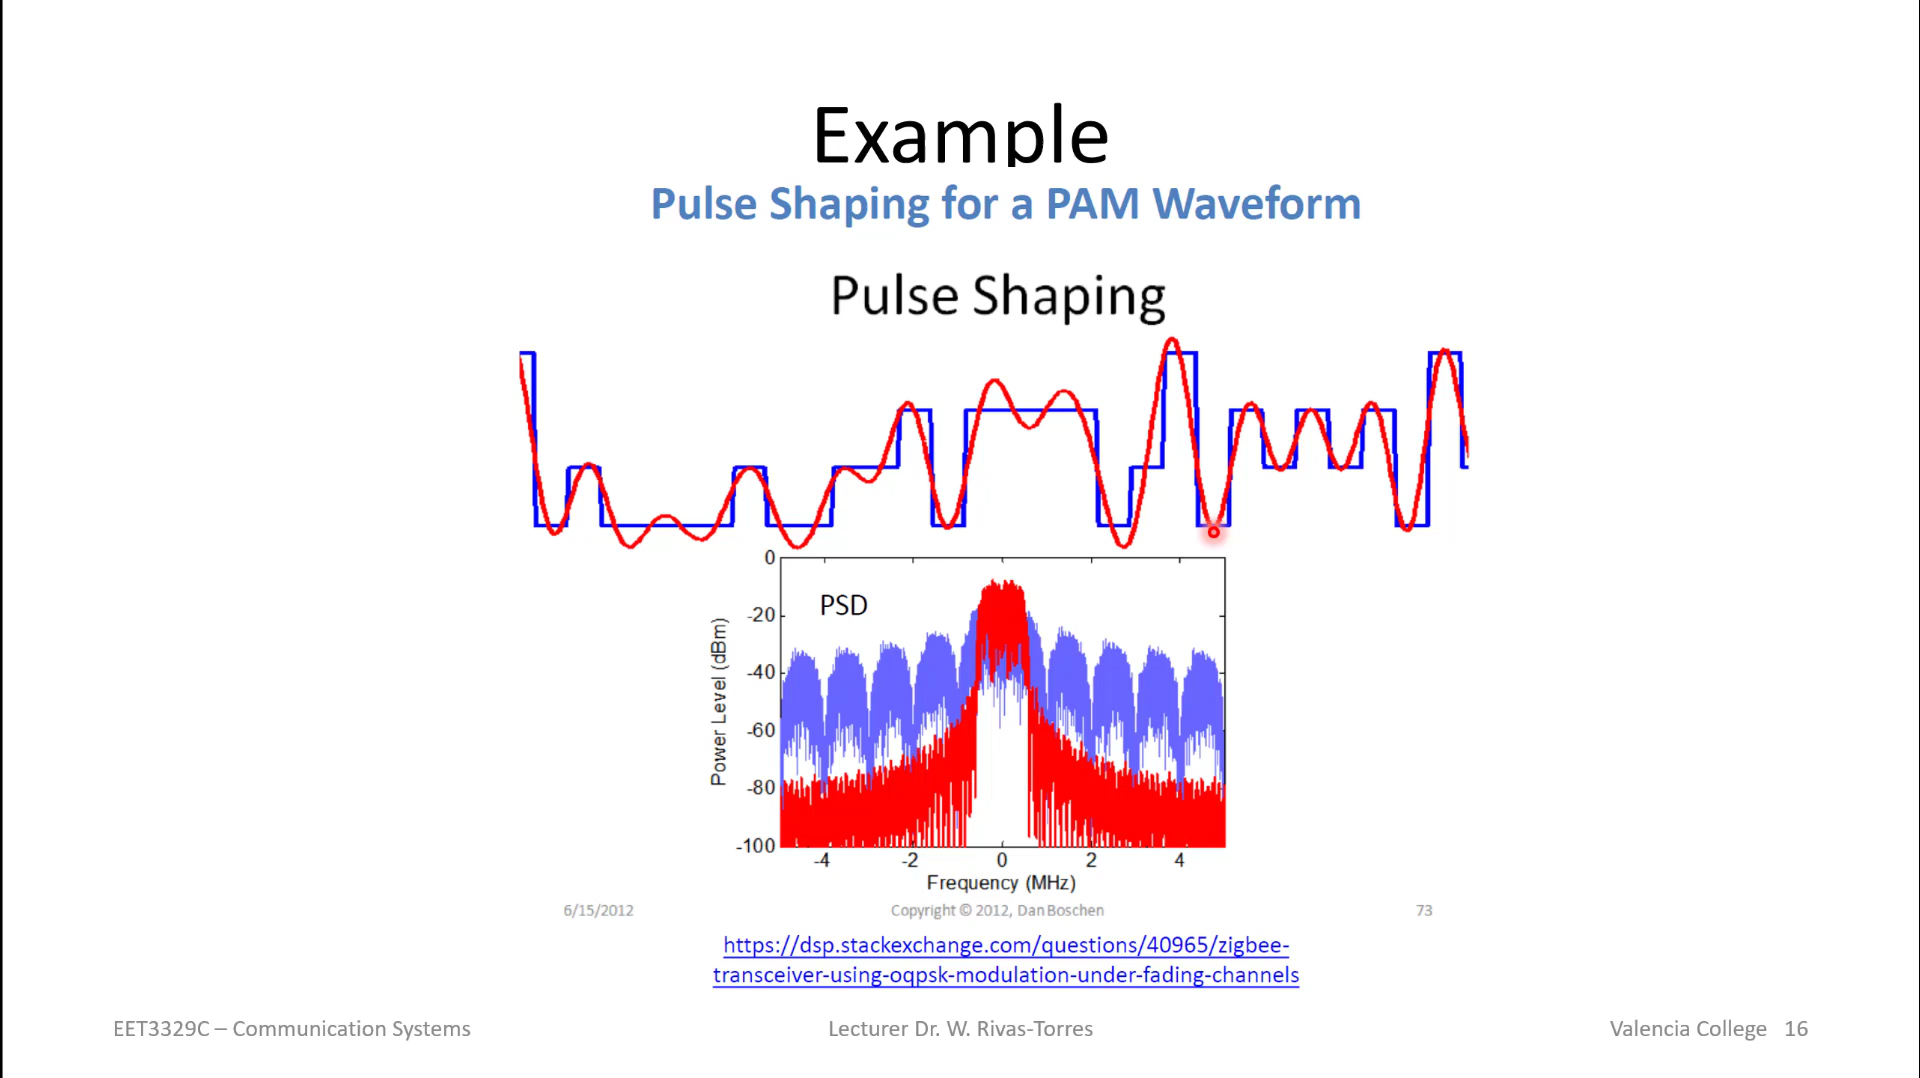 Example
Pulse Shaping for a PAM Waveform
Pulse Shaping
PSD
Power Level (dBm)
0
-20
-40
-60
-80
-100
-4 -2 0 2 4
Frequency (MHz)
6/15/2012 Copyright © 2012, Dan Boschen 73
https://dsp.stackexchange.com/questions/40965/zigbee-
transceiver-using-oqpsk-modulation-under-fading-channels
EET3329C – Communication Systems Lecturer Dr. W. Rivas-Torres Valencia College 16